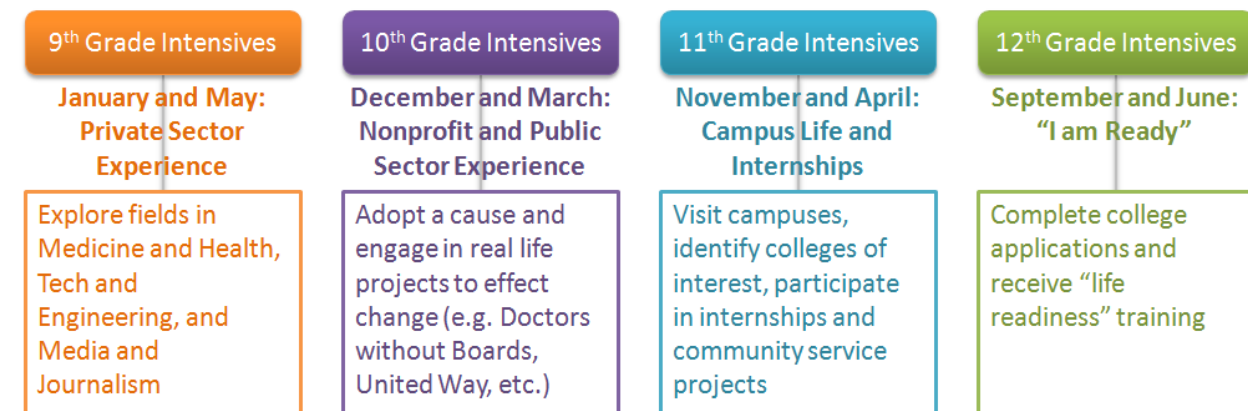 9th Grade Intensives
January and May:
Private Sector
Experience
Explore fields in
Medicine and Health,
Tech and
Engineering, and
Media and
Journalism
10th Grade Intensives
December and March:
Nonprofit and Public
Sector Experience
Adopt a cause and
engage in real life
projects to effect
change (e.g. Doctors
without Boards,
United Way, etc.)
11th Grade Intensives
November and April:
Campus Life and
Internships
Visit campuses,
identify colleges of
interest, participate
in internships and
community service
projects
12th Grade Intensives
September and June:
“I am Ready”
Complete college
applications and
receive “life
readiness” training